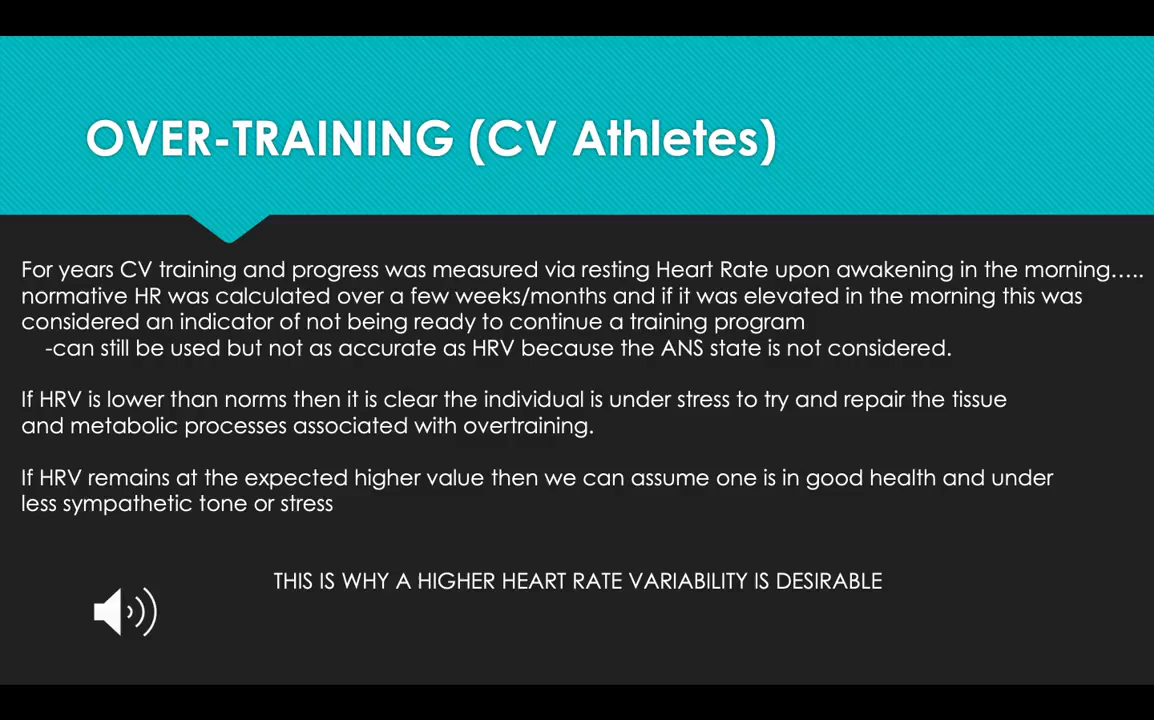 OVER-TRAINING (CV Athletes)
For years CV training and progress was measured via resting Heart Rate upon awakening in the morning…..
normative HR was calculated over a few weeks/months and if it was elevated in the morning this was
considered an indicator of not being ready to continue a training program
-can still be used but not as accurate as HRV because the ANS state is not considered.
If HRV is lower than norms then it is clear the individual is under stress to try and repair the tissue
and metabolic processes associated with overtraining.
If HRV remains at the expected higher value then we can assume one is in good health and under
less sympathetic tone or stress
THIS IS WHY A HIGHER HEART RATE VARIABILITY IS DESIRABLE